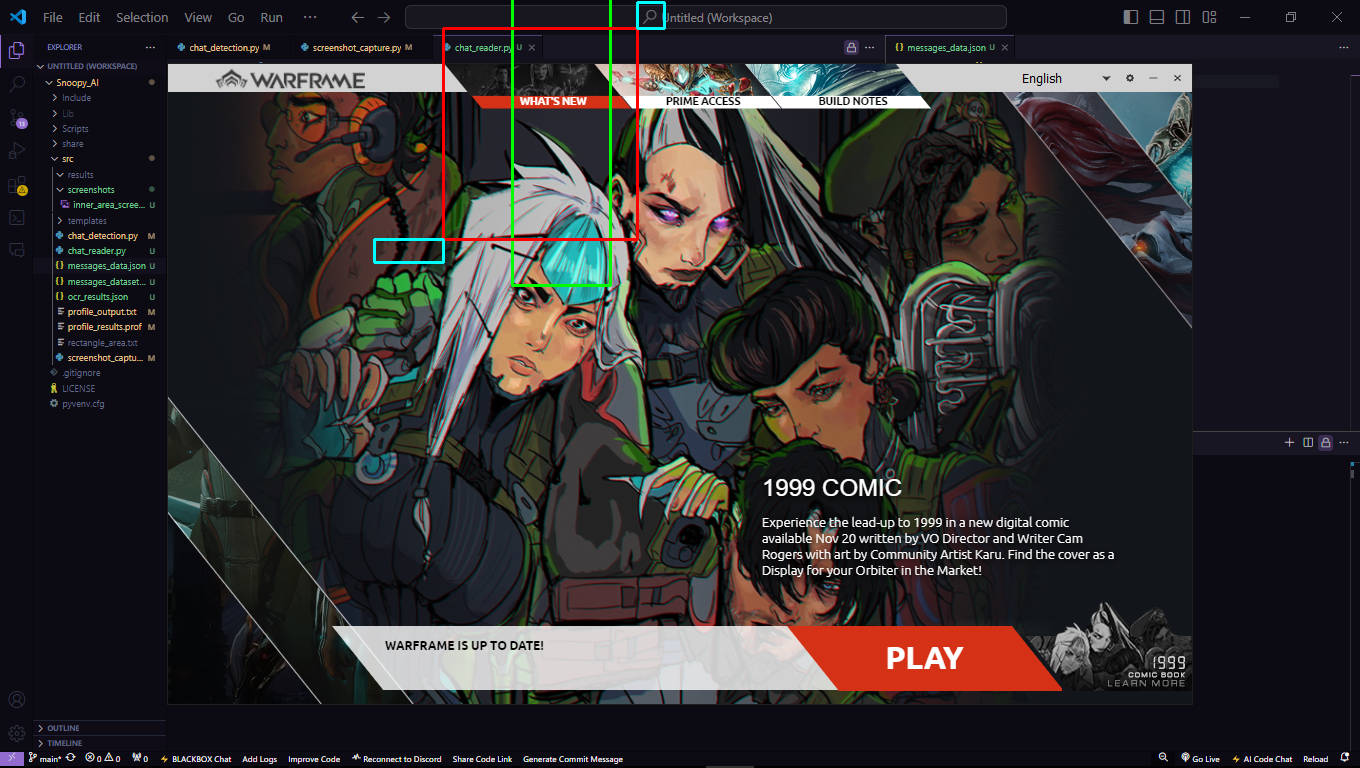 File Edit Selection View Go Run ···
Untitled (Workspace)
EXPLORER ···
chat_detection.py M
screenshot_capture.py M
chat_reader.py U
messages_data.json U
UNTITLED (WORKSPACE)
Snoopy_AI
Include
Lib
Scripts
share
src
results
screenshots
inner_area_scree... U
templates
chat_detection.py M
chat_reader.py U
messages_data.json U
messages_dataset... U
ocr_results.json U
profile_output.txt M
profile_results.prof M
rectangle_area.txt
screenshot_captu... M
.gitignore
LICENSE
pyvenv.cfg
13
WARFRAME
English
WHAT'S NEW
PRIME ACCESS
BUILD NOTES
1999 COMIC
Experience the lead-up to 1999 in a new digital comic
available Nov 20 written by VO Director and Writer Cam
Rogers with art by Community Artist Karu. Find the cover as a
Display for your Orbiter in the Market!
WARFRAME IS UP TO DATE!
PLAY
1999
COMIC BOOK
LEARN MORE
OUTLINE
TIMELINE
main* 0 0 0 BLACKBOX Chat Add Logs Improve Code Reconnect to Discord Share Code Link Generate Commit Message Go Live AI Code Chat Reload